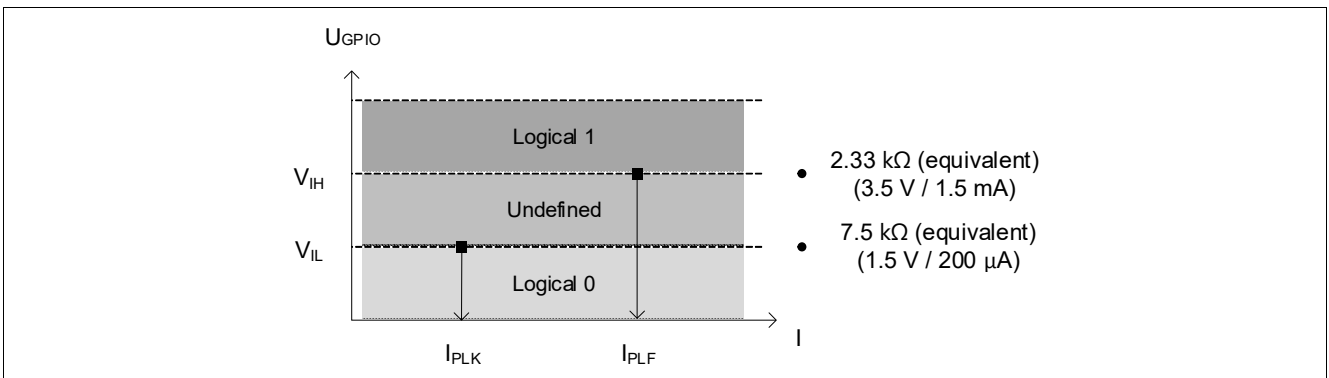 UGPIO
Logical 1
VIH
2.33 kΩ (equivalent)
(3.5 V / 1.5 mA)
Undefined
VIL
7.5 kΩ (equivalent)
(1.5 V / 200 µA)
Logical 0
I
IPLK
IPLF